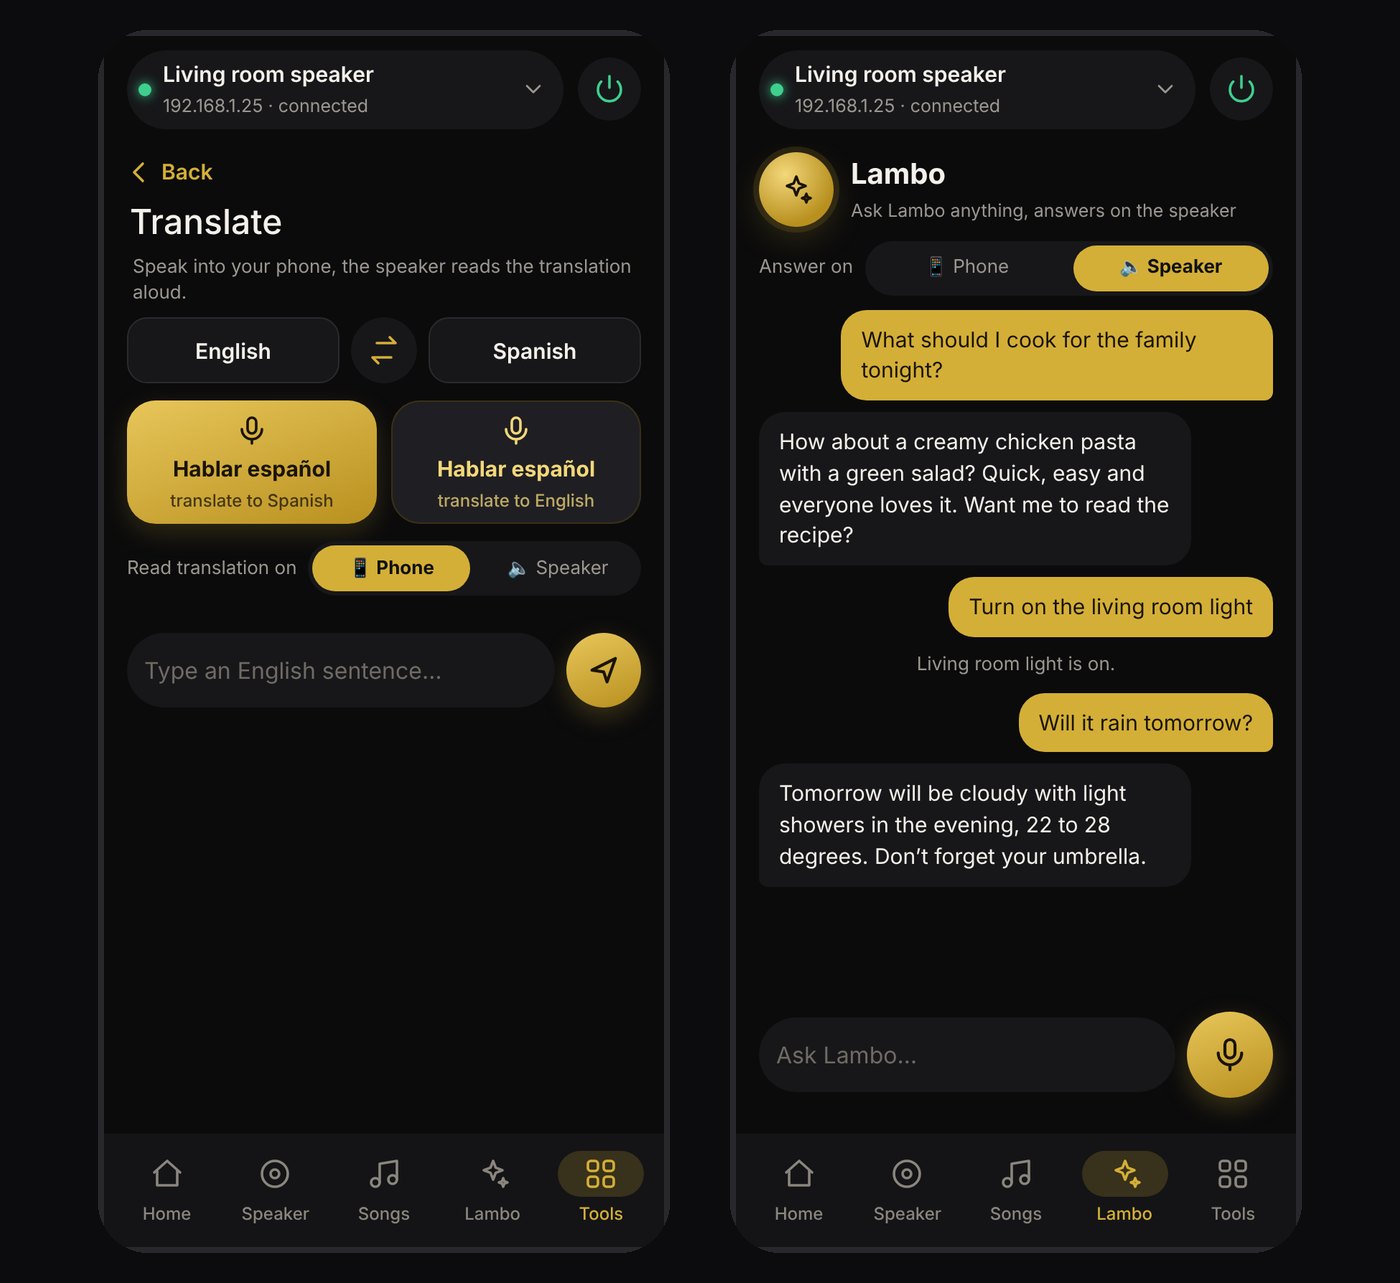 Living room speaker
192.168.1.25 · connected
Back
Translate
Speak into your phone, the speaker reads the translation
aloud.
English
Spanish
Hablar español
translate to Spanish
Hablar español
translate to English
Read translation on
Phone
Speaker
Type an English sentence...
Home
Speaker
Songs
Lambo
Tools
Living room speaker
192.168.1.25 · connected
Lambo
Ask Lambo anything, answers on the speaker
Answer on
Phone
Speaker
What should I cook for the family
tonight?
How about a creamy chicken pasta
with a green salad? Quick, easy and
everyone loves it. Want me to read the
recipe?
Turn on the living room light
Living room light is on.
Will it rain tomorrow?
Tomorrow will be cloudy with light
showers in the evening, 22 to 28
degrees. Don’t forget your umbrella.
Ask Lambo...
Home
Speaker
Songs
Lambo
Tools